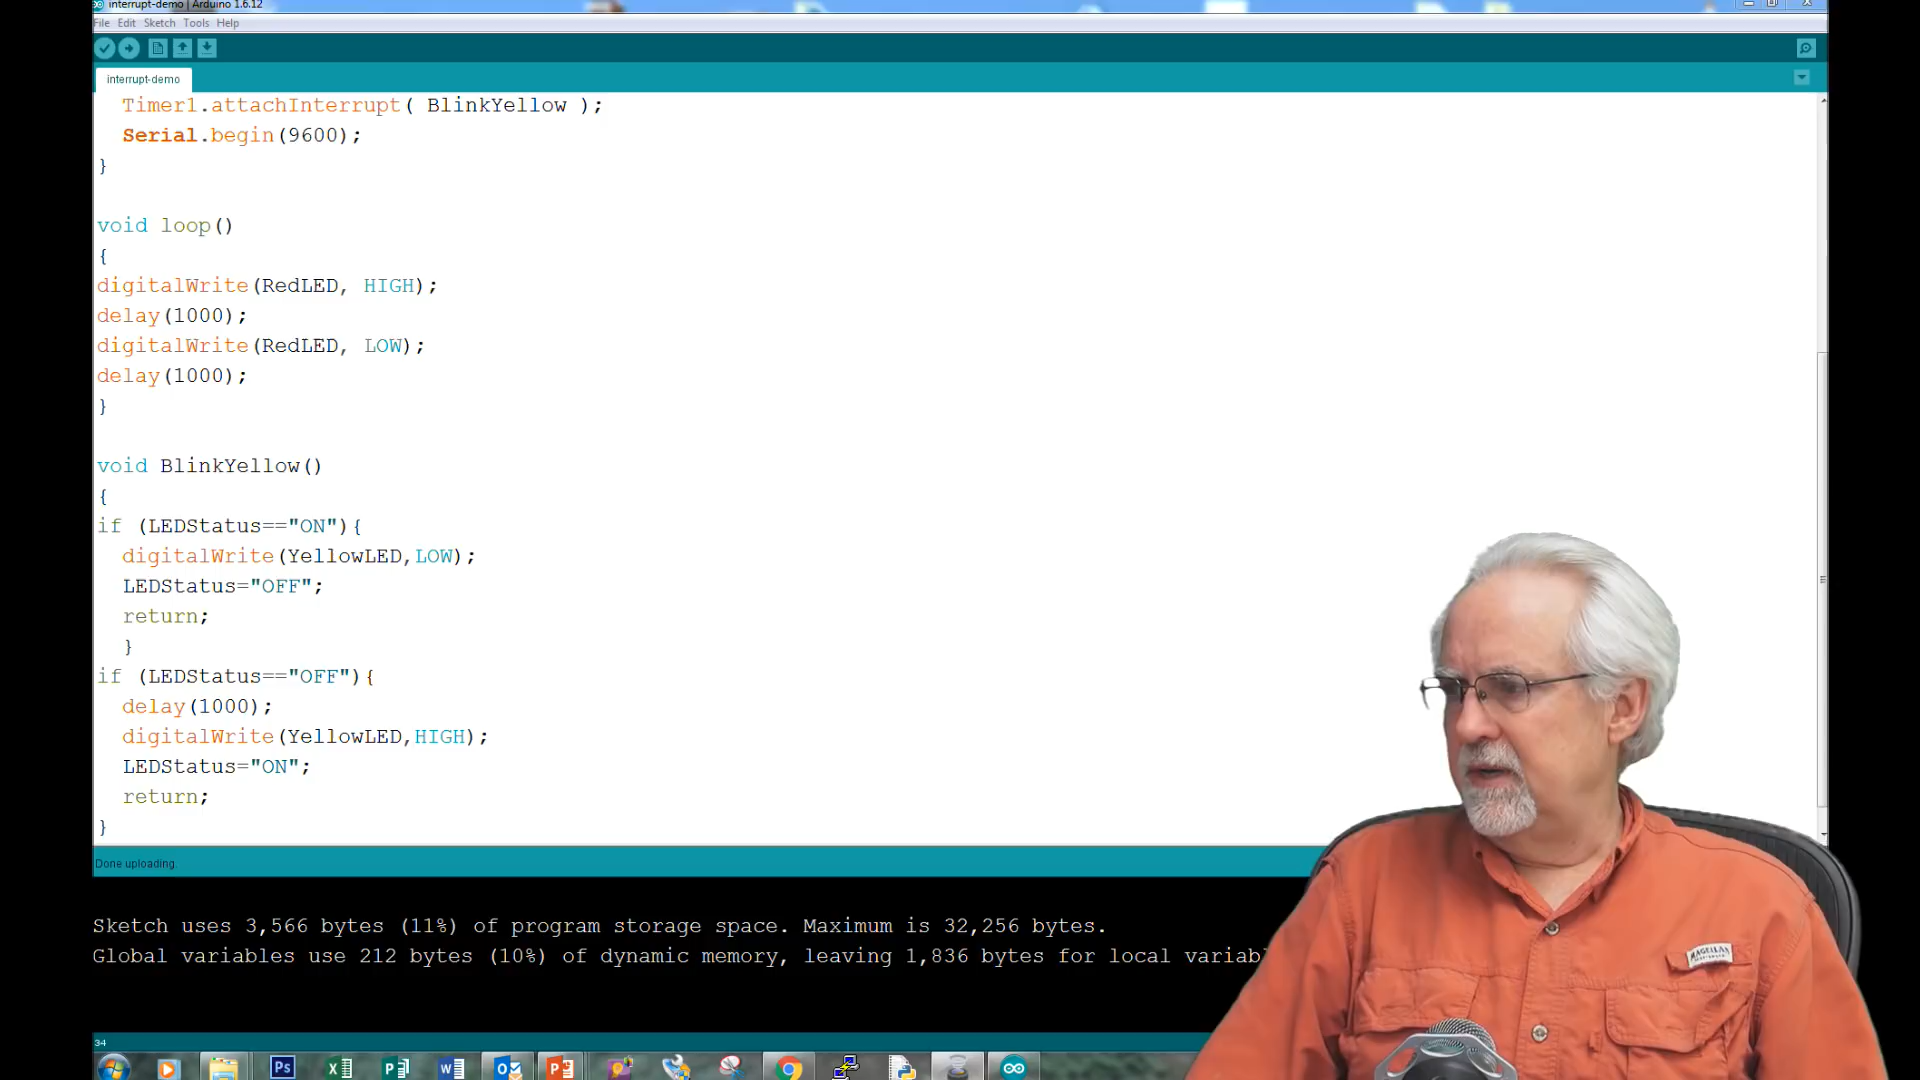 interrupt-demo | Arduino 1.6.12
File Edit Sketch Tools Help
interrupt-demo
Timer1.attachInterrupt( BlinkYellow );
Serial.begin(9600);
}
void loop()
{
digitalWrite(RedLED, HIGH);
delay(1000);
digitalWrite(RedLED, LOW);
delay(1000);
}
void BlinkYellow()
{
if (LEDStatus=="ON"){
digitalWrite(YellowLED,LOW);
LEDStatus="OFF";
return;
}
if (LEDStatus=="OFF"){
delay(1000);
digitalWrite(YellowLED,HIGH);
LEDStatus="ON";
return;
}
Done uploading.
Sketch uses 3,566 bytes (11%) of program storage space. Maximum is 32,256 bytes.
Global variables use 212 bytes (10%) of dynamic memory, leaving 1,836 bytes for local variabl
34
Ps
MAGELLAN